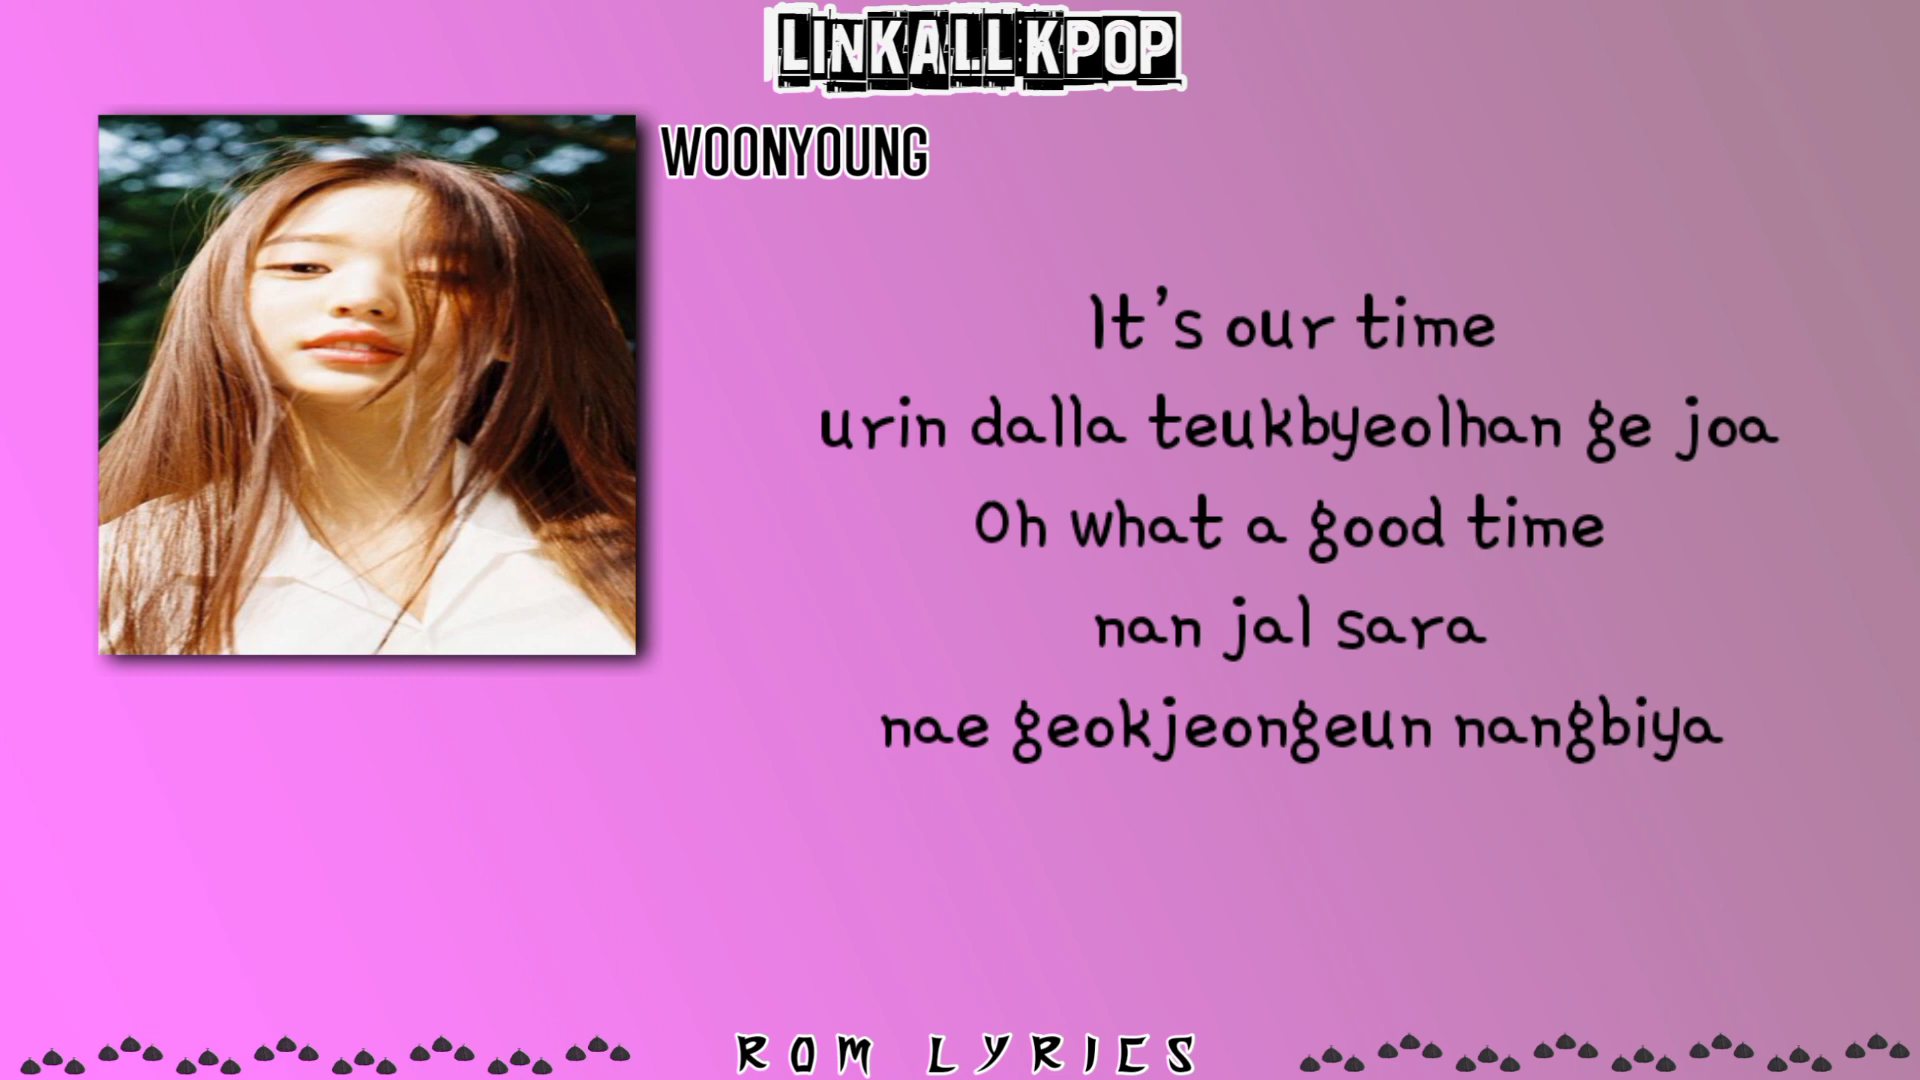 LINKALLKPOP
WOONYOUNG
It's our time
urin dalla teukbyeolhan ge joa
Oh what a good time
nan jal sara
nae geokjeongeun nangbiya
ROM LYRICS